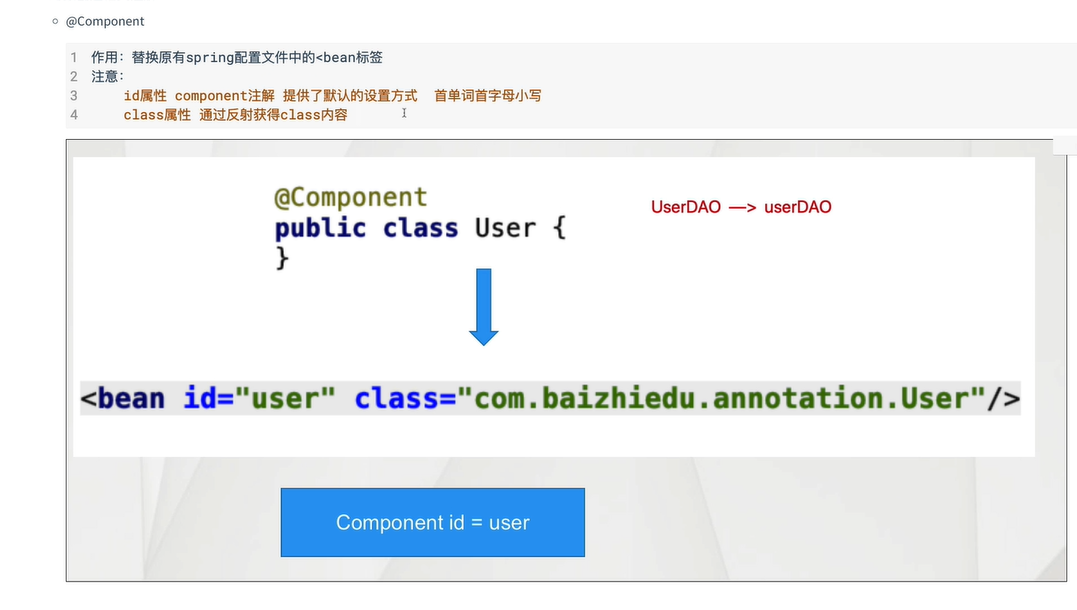 @Component
1 作用：替换原有spring配置文件中的<bean标签
2 注意：
3 id属性 component注解 提供了默认的设置方式 首单词首字母小写
4 class属性 通过反射获得class内容
@Component
public class User {
}
UserDAO —> userDAO
<bean id="user" class="com.baizhiedu.annotation.User"/>
Component id = user